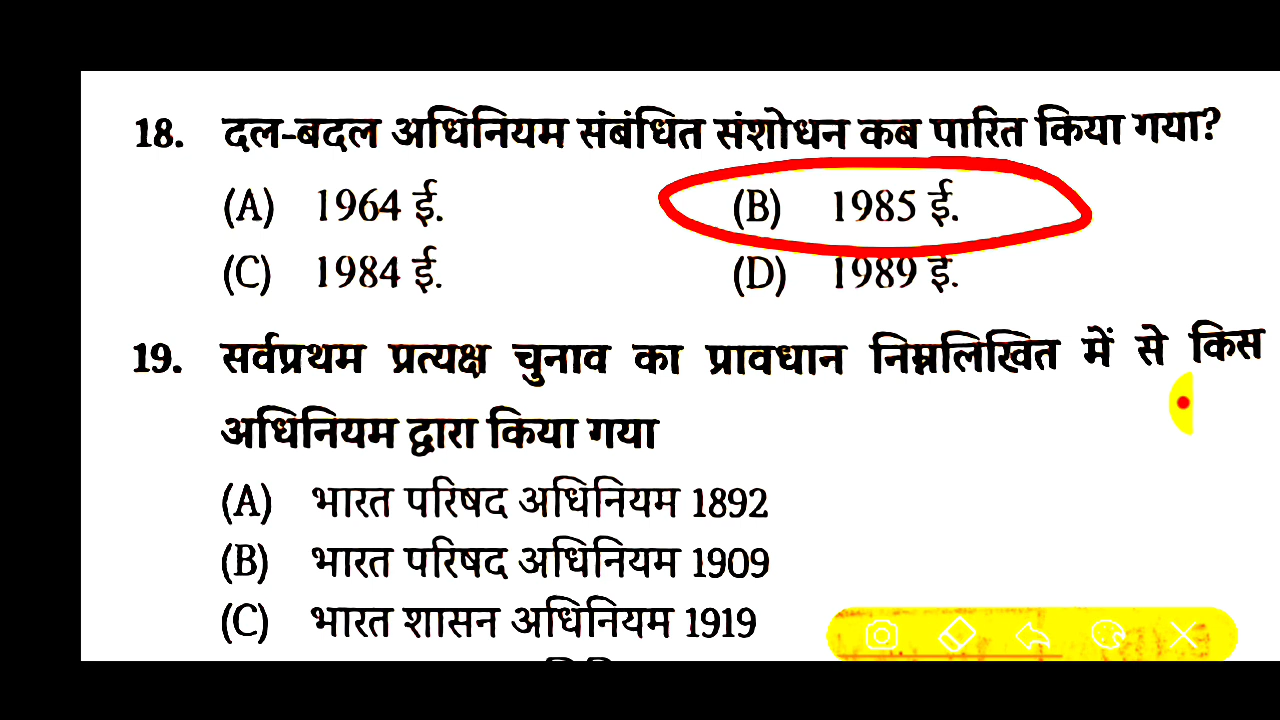 18. दल-बदल अधिनियम संबंधित संशोधन कब पारित किया गया?
(A) 1964 ई. (B) 1985 ई.
(C) 1984 ई. (D) 1989 ई.
19. सर्वप्रथम प्रत्यक्ष चुनाव का प्रावधान निम्नलिखित में से किस
अधिनियम द्वारा किया गया
(A) भारत परिषद अधिनियम 1892
(B) भारत परिषद अधिनियम 1909
(C) भारत शासन अधिनियम 1919